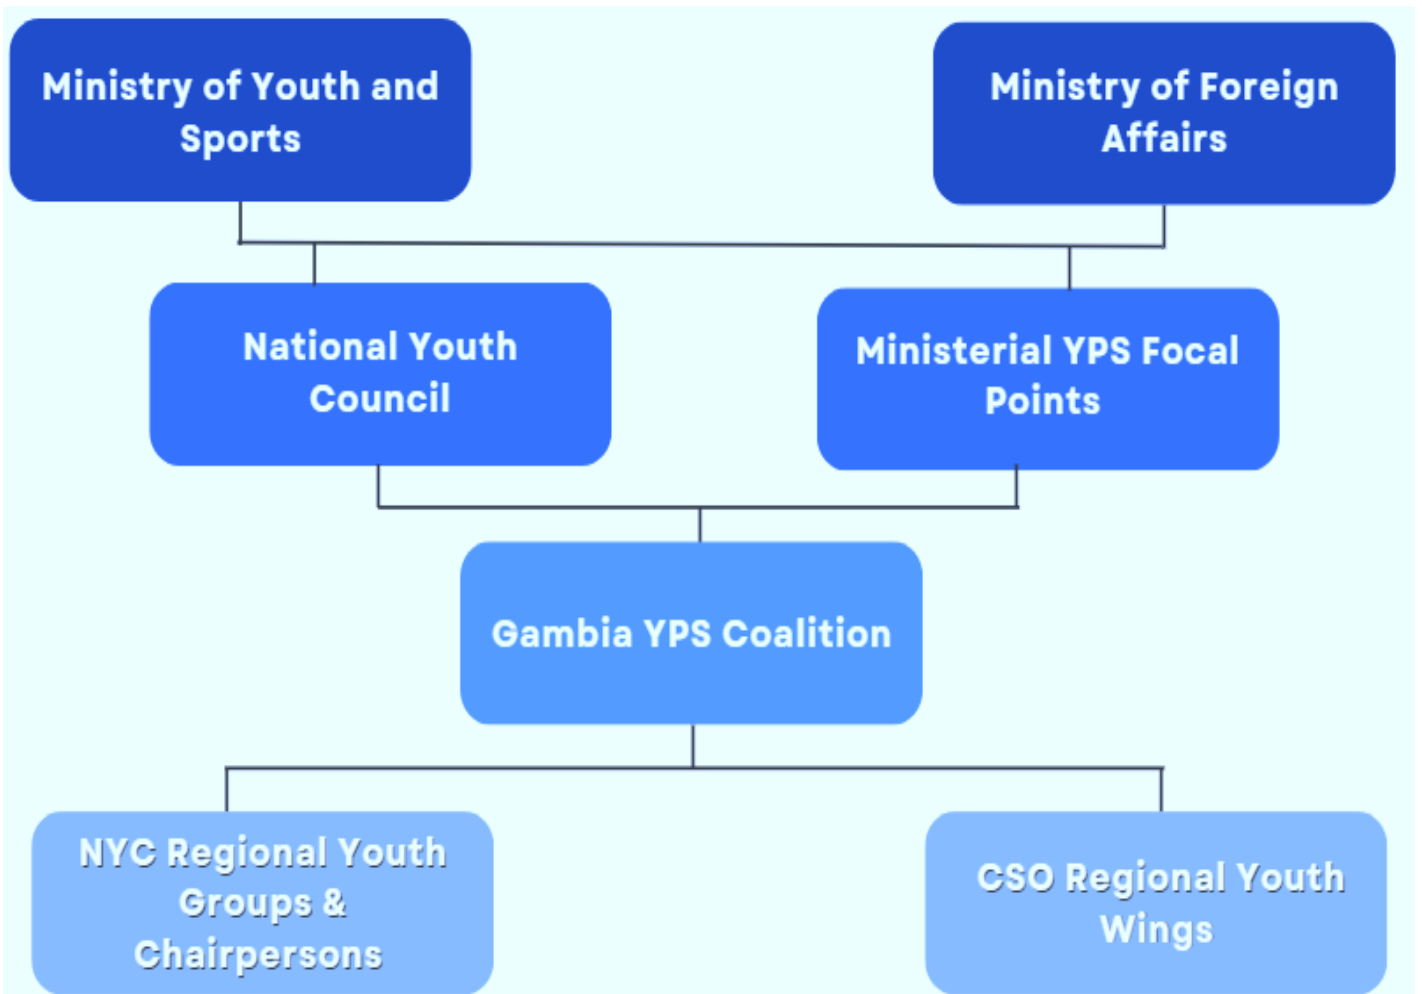 Ministry of Youth and
Sports
Ministry of Foreign
Affairs
National Youth
Council
Ministerial YPS Focal
Points
Gambia YPS Coalition
NYC Regional Youth
Groups &
Chairpersons
CSO Regional Youth
Wings